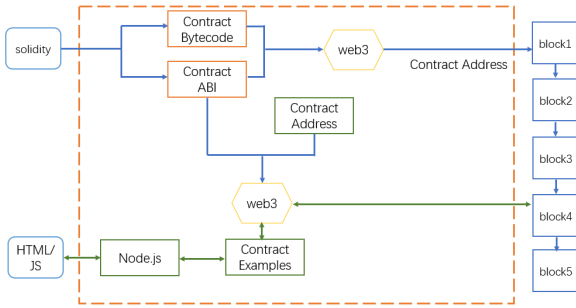 Contract
Bytecode
solidity
web3
block1
Contract Address
Contract
ABI
block2
Contract
Address
block3
web3
block4
HTML/
JS
Node.js
Contract
Examples
block5